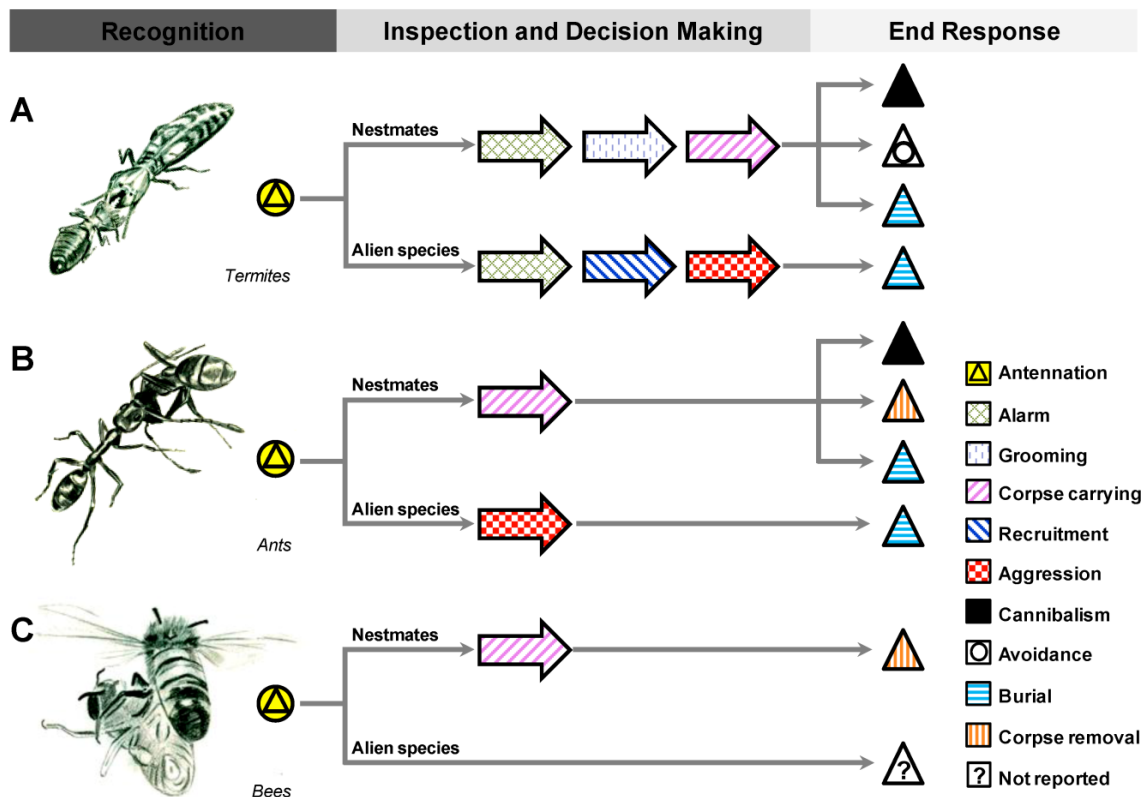 Recognition
Inspection and Decision Making
End Response
A
Nestmates
Alien species
Termites
B
Nestmates
Alien species
Ants
C
Nestmates
Alien species
?
Bees
Antennation
Alarm
Grooming
Corpse carrying
Recruitment
Aggression
Cannibalism
Avoidance
Burial
Corpse removal
? Not reported